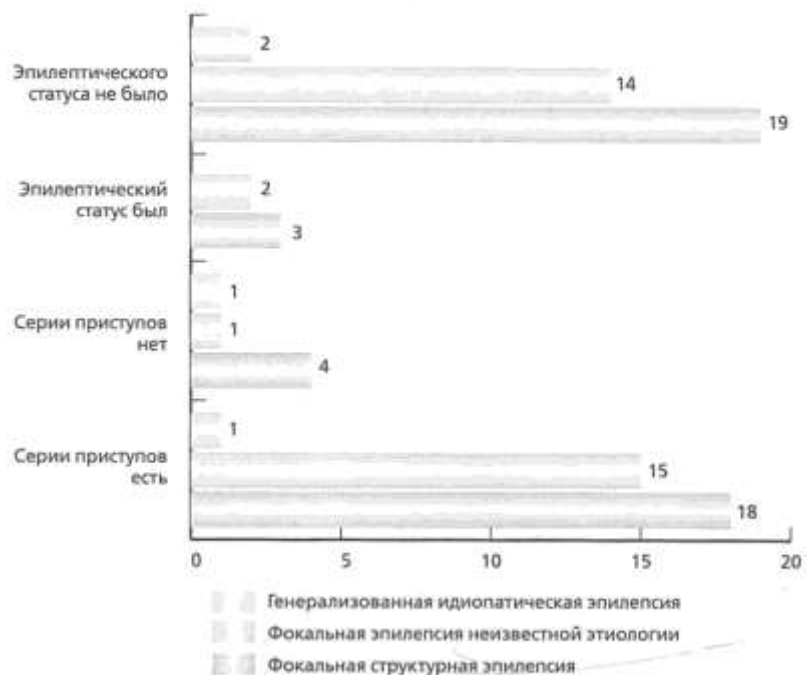 2
Эпилептического
статуса не было
14
19
Эпилептический
статус был
2
3
1
Серии приступов
нет
1
4
1
Серии приступов
есть
15
18
0 5 10 15 20
Генерализованная идиопатическая эпилепсия
Фокальная эпилепсия неизвестной этиологии
Фокальная структурная эпилепсия